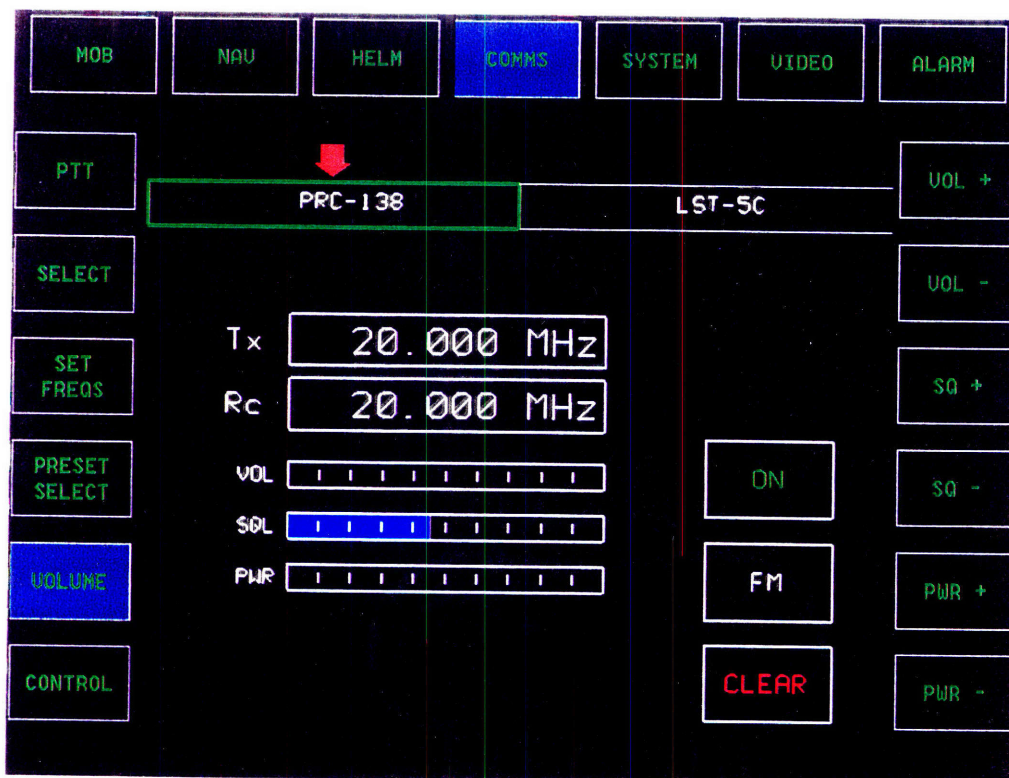 MOB
NAV
HELM
COMMS
SYSTEM
VIDEO
ALARM
PTT
SELECT
SET
FREQS
PRESET
SELECT
VOLUME
CONTROL
PRC-138
LST-5C
Tx
20.000 MHz
Rc
20.000 MHz
VOL
SQL
PWR
ON
FM
CLEAR
VOL +
VOL -
SQ +
SQ -
PWR +
PWR -